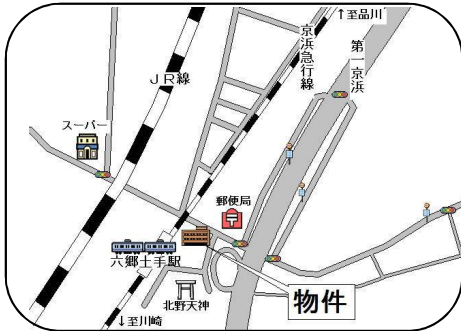 ↑至品川
京浜急行線
第一京浜
JR線
スーパー
郵便局
六郷土手駅
北野天神
物件
↓至川崎